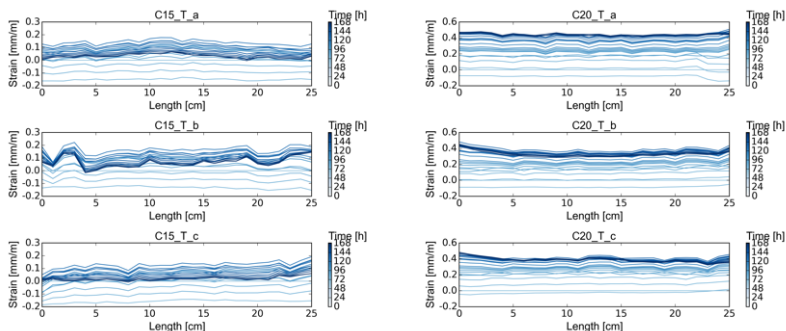 C15_T_a
Time [h]
Strain [mm/m]
0.3
0.2
0.1
0.0
-0.1
-0.2
0 5 10 15 20 25
Length [cm]
168
144
120
96
72
48
24
0
C20_T_a
Time [h]
Strain [mm/m]
0.6
0.4
0.2
0.0
-0.2
0 5 10 15 20 25
Length [cm]
168
144
120
96
72
48
24
0
C15_T_b
Time [h]
Strain [mm/m]
0.3
0.2
0.1
0.0
-0.1
-0.2
0 5 10 15 20 25
Length [cm]
168
144
120
96
72
48
24
0
C20_T_b
Time [h]
Strain [mm/m]
0.6
0.4
0.2
0.0
-0.2
0 5 10 15 20 25
Length [cm]
168
144
120
96
72
48
24
0
C15_T_c
Time [h]
Strain [mm/m]
0.3
0.2
0.1
0.0
-0.1
-0.2
0 5 10 15 20 25
Length [cm]
168
144
120
96
72
48
24
0
C20_T_c
Time [h]
Strain [mm/m]
0.6
0.4
0.2
0.0
-0.2
0 5 10 15 20 25
Length [cm]
168
144
120
96
72
48
24
0